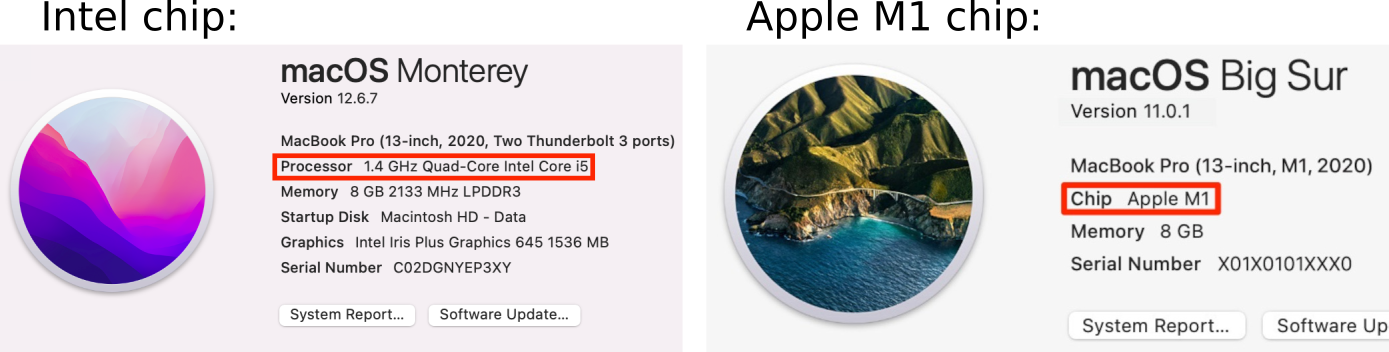 Intel chip:
macOS Monterey
Version 12.6.7
MacBook Pro (13-inch, 2020, Two Thunderbolt 3 ports)
Processor 1.4 GHz Quad-Core Intel Core i5
Memory 8 GB 2133 MHz LPDDR3
Startup Disk Macintosh HD - Data
Graphics Intel Iris Plus Graphics 645 1536 MB
Serial Number C02DGNYEP3XY
System Report...
Software Update...
Apple M1 chip:
macOS Big Sur
Version 11.0.1
MacBook Pro (13-inch, M1, 2020)
Chip Apple M1
Memory 8 GB
Serial Number X01X0101XXX0
System Report...
Software Up